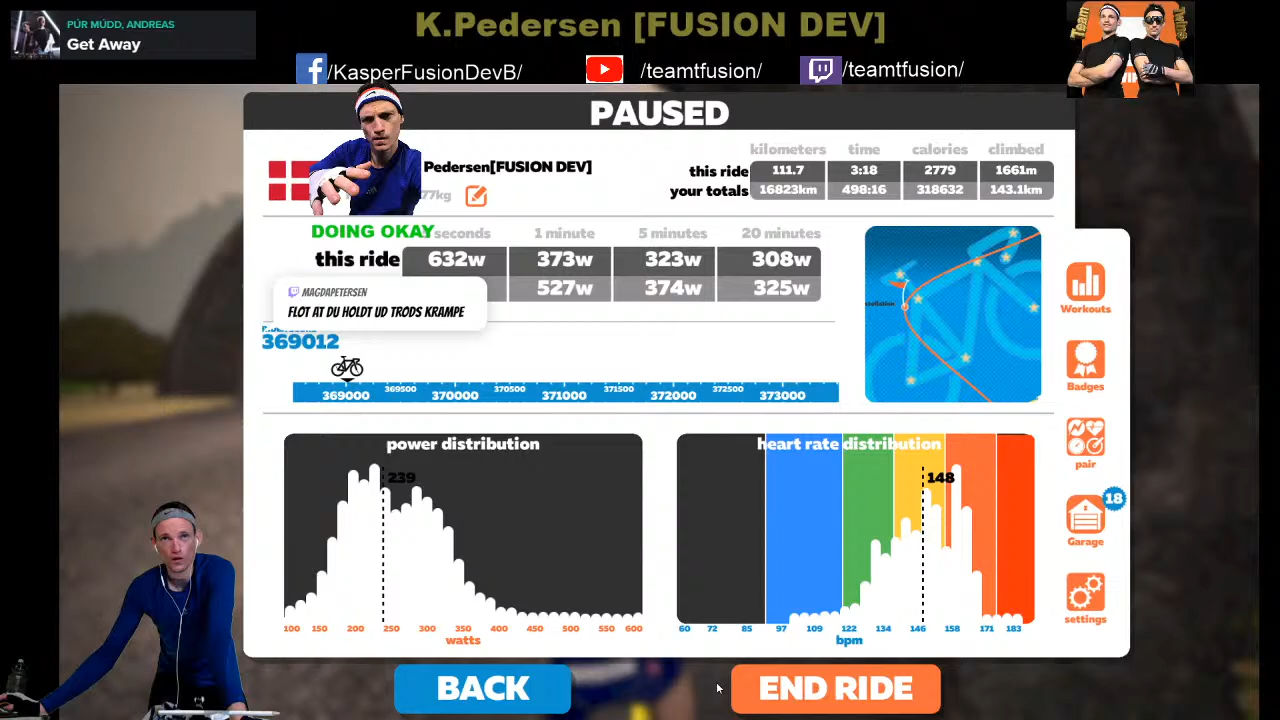 PÜR MÚDD, ANDREAS
Get Away
K.Pedersen [FUSION DEV]
/KasperFusionDevB/
/teamtfusion/
/teamtfusion/
Team
PAUSED
Pedersen[FUSION DEV]
77kg
kilometers time calories climbed
this ride 111.7 3:18 2779 1661m
your totals 16823km 498:16 318632 143.1km
DOING OKAY
seconds 1 minute 5 minutes 20 minutes
this ride 632w 373w 323w 308w
527w 374w 325w
MAGDAPETERSEN
FLOT AT DU HOLDT UD TRODS KRAMPE
369012
369500 370500 371500 372500
369000 370000 371000 372000 373000
power distribution
239
100 150 200 250 300 350 400 450 500 550 600
watts
heart rate distribution
148
60 72 85 97 109 122 134 146 158 171 183
bpm
Workouts
Badges
pair
18
Garage
settings
BACK
END RIDE